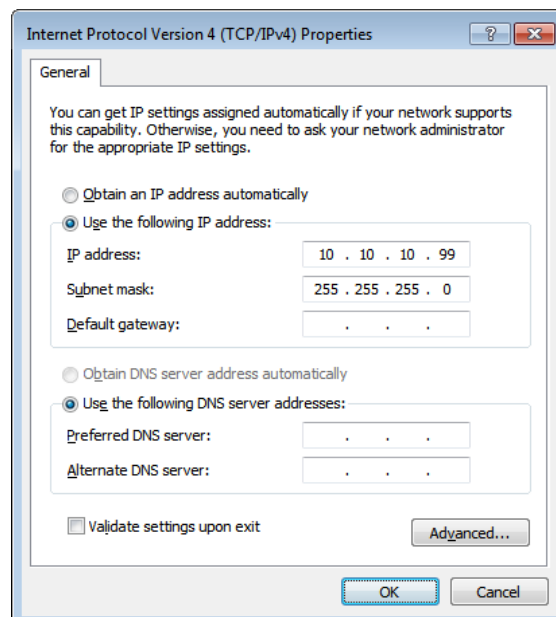 Internet Protocol Version 4 (TCP/IPv4) Properties
General
You can get IP settings assigned automatically if your network supports
this capability. Otherwise, you need to ask your network administrator
for the appropriate IP settings.
Obtain an IP address automatically
Use the following IP address:
IP address: 10 . 10 . 10 . 99
Subnet mask: 255 . 255 . 255 . 0
Default gateway: . . .
Obtain DNS server address automatically
Use the following DNS server addresses:
Preferred DNS server: . . .
Alternate DNS server: . . .
Validate settings upon exit
Advanced...
OK Cancel